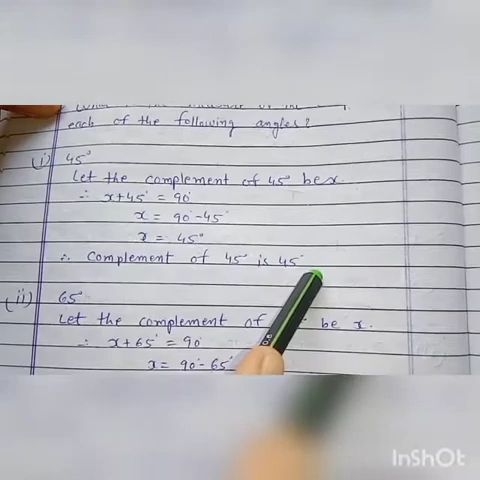 each of the following angles?
(i) 45°
Let the complement of 45° be x.
∴ x+45° = 90°
x = 90°-45°
x = 45°
∴ complement of 45° is 45°
(ii) 65°
Let the complement of be x.
∴ x+65° = 90°
x = 90°-65°
InShOt